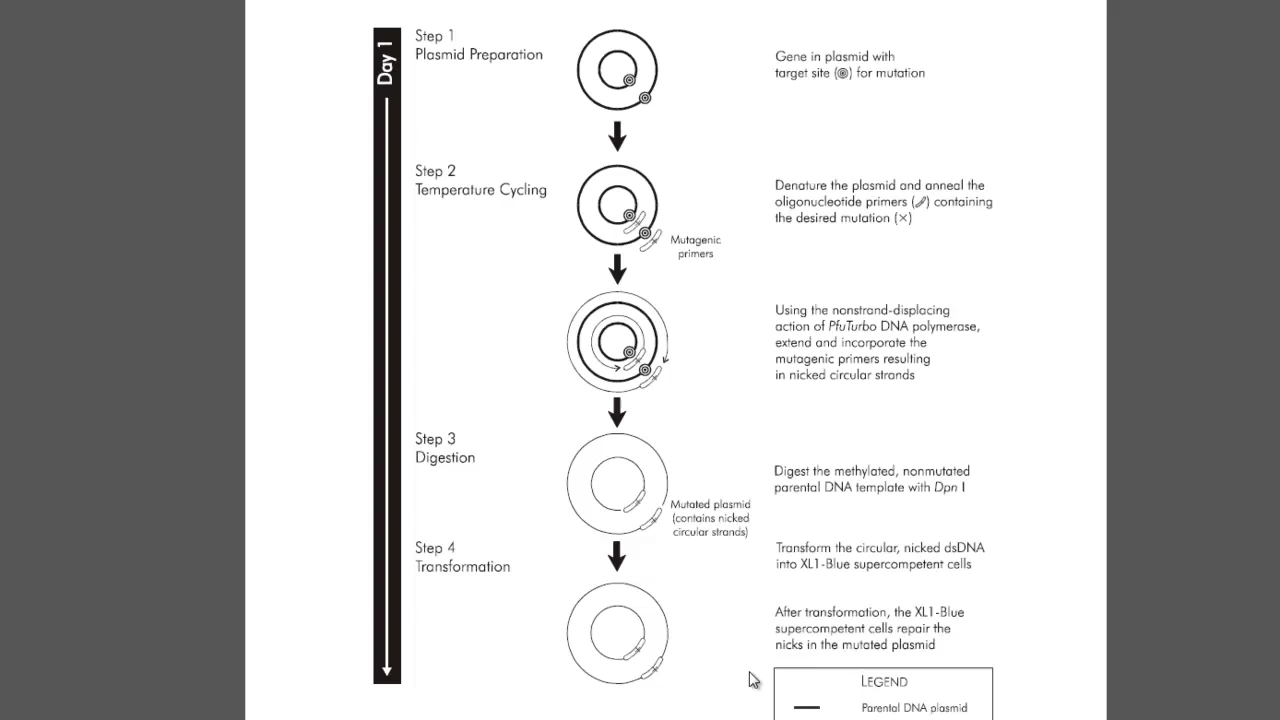 Day 1
Step 1
Plasmid Preparation
Gene in plasmid with
target site (◎) for mutation
Step 2
Temperature Cycling
Denature the plasmid and anneal the
oligonucleotide primers () containing
the desired mutation (×)
Mutagenic
primers
Using the nonstrand-displacing
action of PfuTurbo DNA polymerase,
extend and incorporate the
mutagenic primers resulting
in nicked circular strands
Step 3
Digestion
Digest the methylated, nonmutated
parental DNA template with Dpn I
Mutated plasmid
(contains nicked
circular strands)
Step 4
Transformation
Transform the circular, nicked dsDNA
into XL1-Blue supercompetent cells
After transformation, the XL1-Blue
supercompetent cells repair the
nicks in the mutated plasmid
LEGEND
Parental DNA plasmid